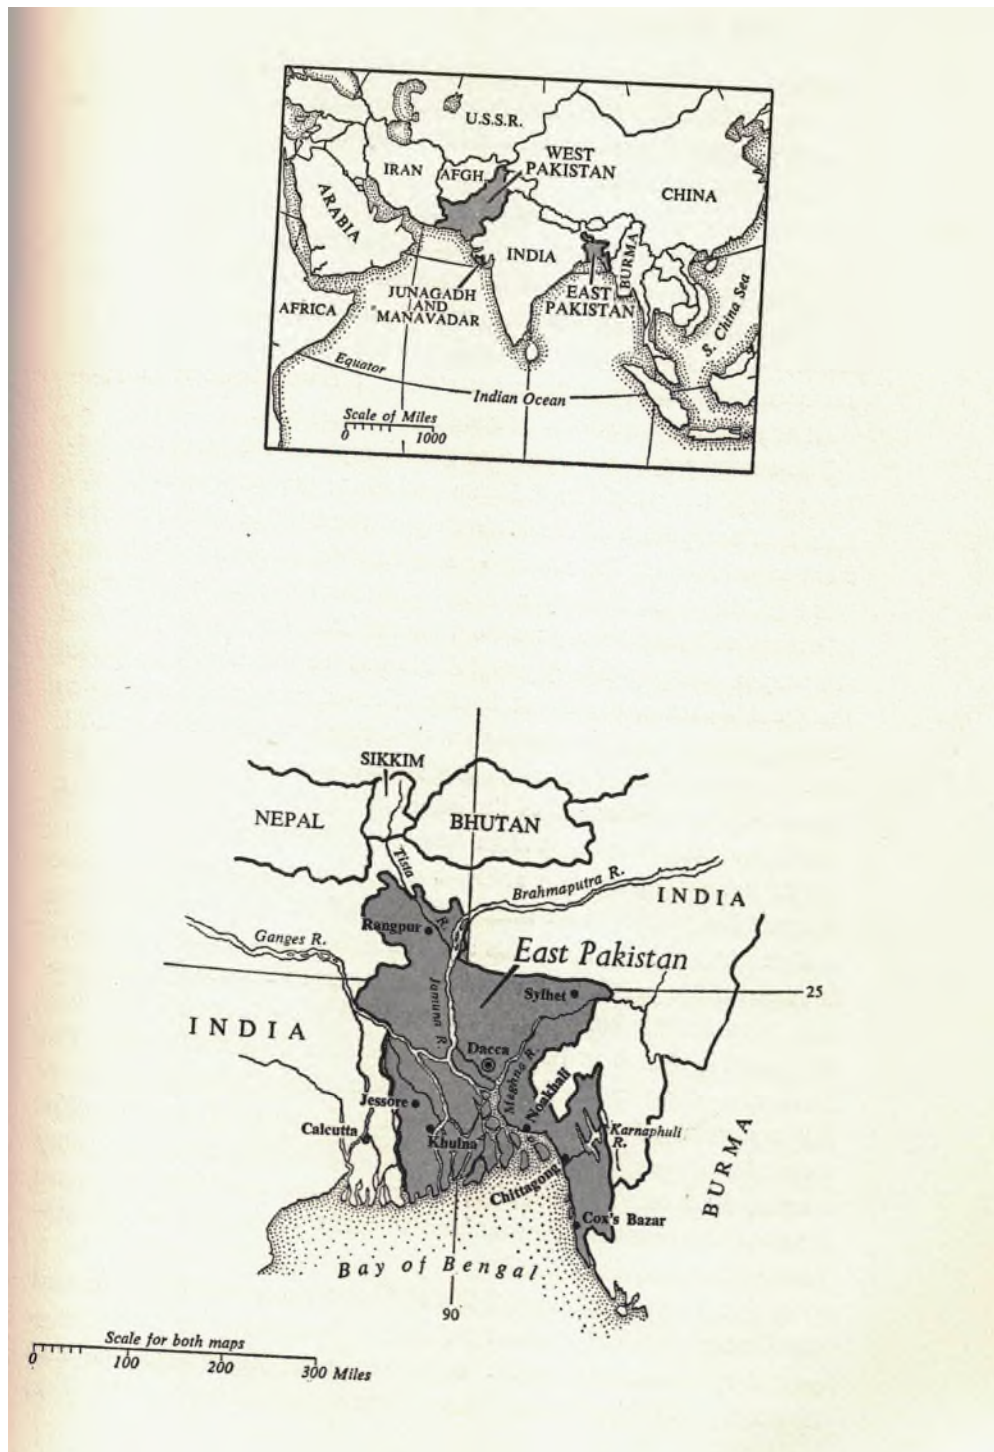 U.S.S.R.
WEST
PAKISTAN
IRAN
AFGH.
CHINA
ARABIA
INDIA
BURMA
JUNAGADH
AND
MANAVADAR
EAST
PAKISTAN
AFRICA
S. China Sea
Equator
Indian Ocean
Scale of Miles
0 1000
SIKKIM
NEPAL
BHUTAN
Tista
R.
Brahmaputra R.
INDIA
Rangpur
Ganges R.
East Pakistan
25
Sylhet
Jamuna R.
INDIA
Dacca
Meghna R.
Noakhali
Jessore
Calcutta
Khulna
Karnaphuli
R.
BURMA
Chittagong
Cox's Bazar
Bay of Bengal
90
Scale for both maps
0 100 200 300 Miles